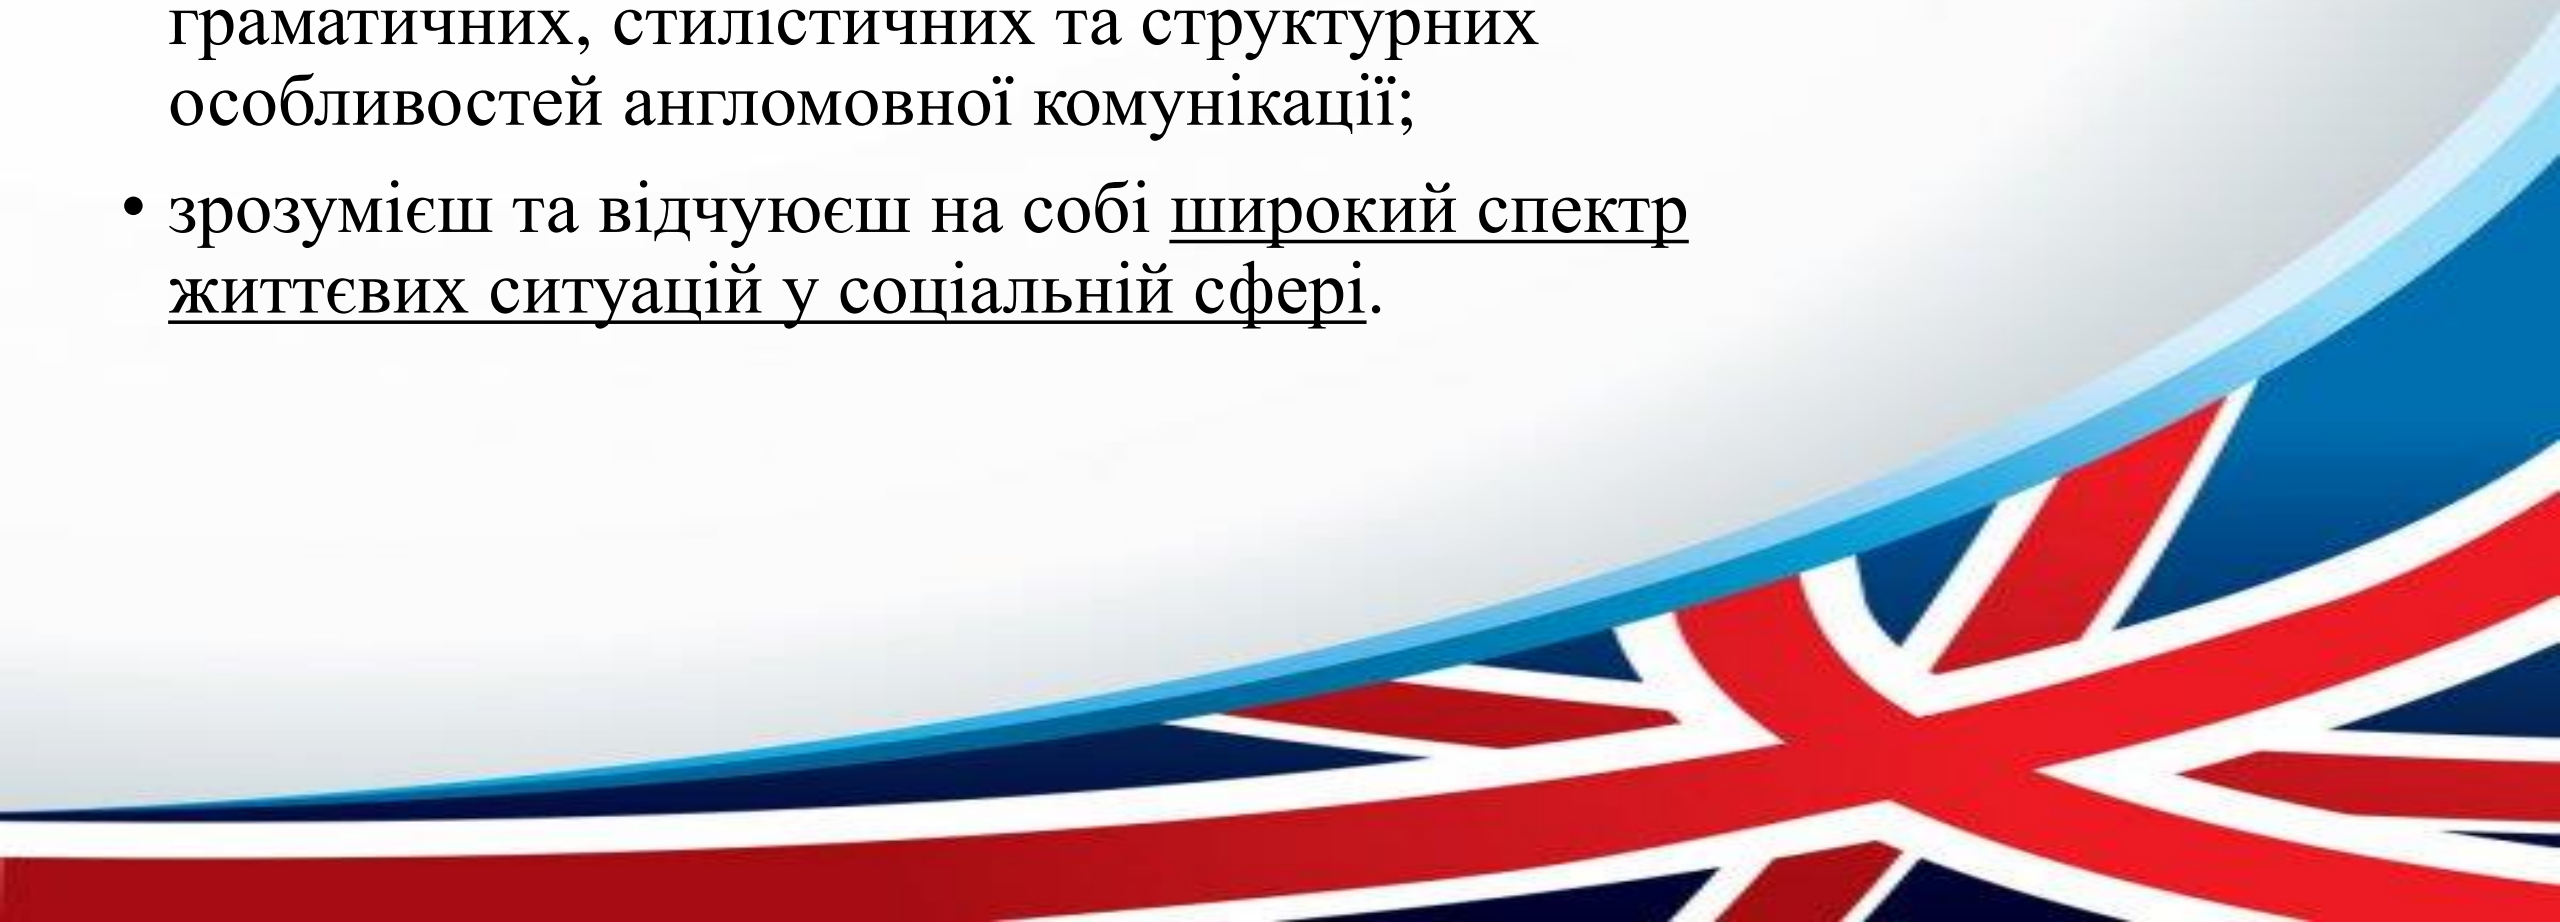 граматичних, стилістичних та структурних
особливостей англомовної комунікації;
• зрозумієш та відчуюєш на собі широкий спектр
життєвих ситуацій у соціальній сфері.